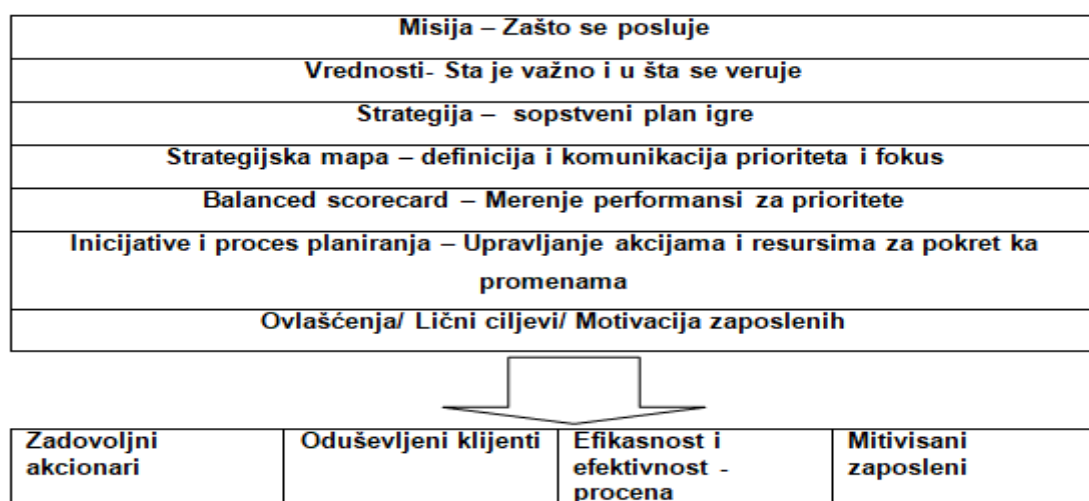 Misija – Zašto se posluje
Vrednosti- Sta je važno i u šta se veruje
Strategija – sopstveni plan igre
Strategijska mapa – definicija i komunikacija prioriteta i fokus
Balanced scorecard – Merenje performansi za prioritete
Inicijative i proces planiranja – Upravljanje akcijama i resursima za pokret ka
promenama
Ovlašćenja/ Lični ciljevi/ Motivacija zaposlenih
Zadovoljni
akcionari
Oduševljeni klijenti
Efikasnost i
efektivnost -
procena
Mitivisani
zaposleni